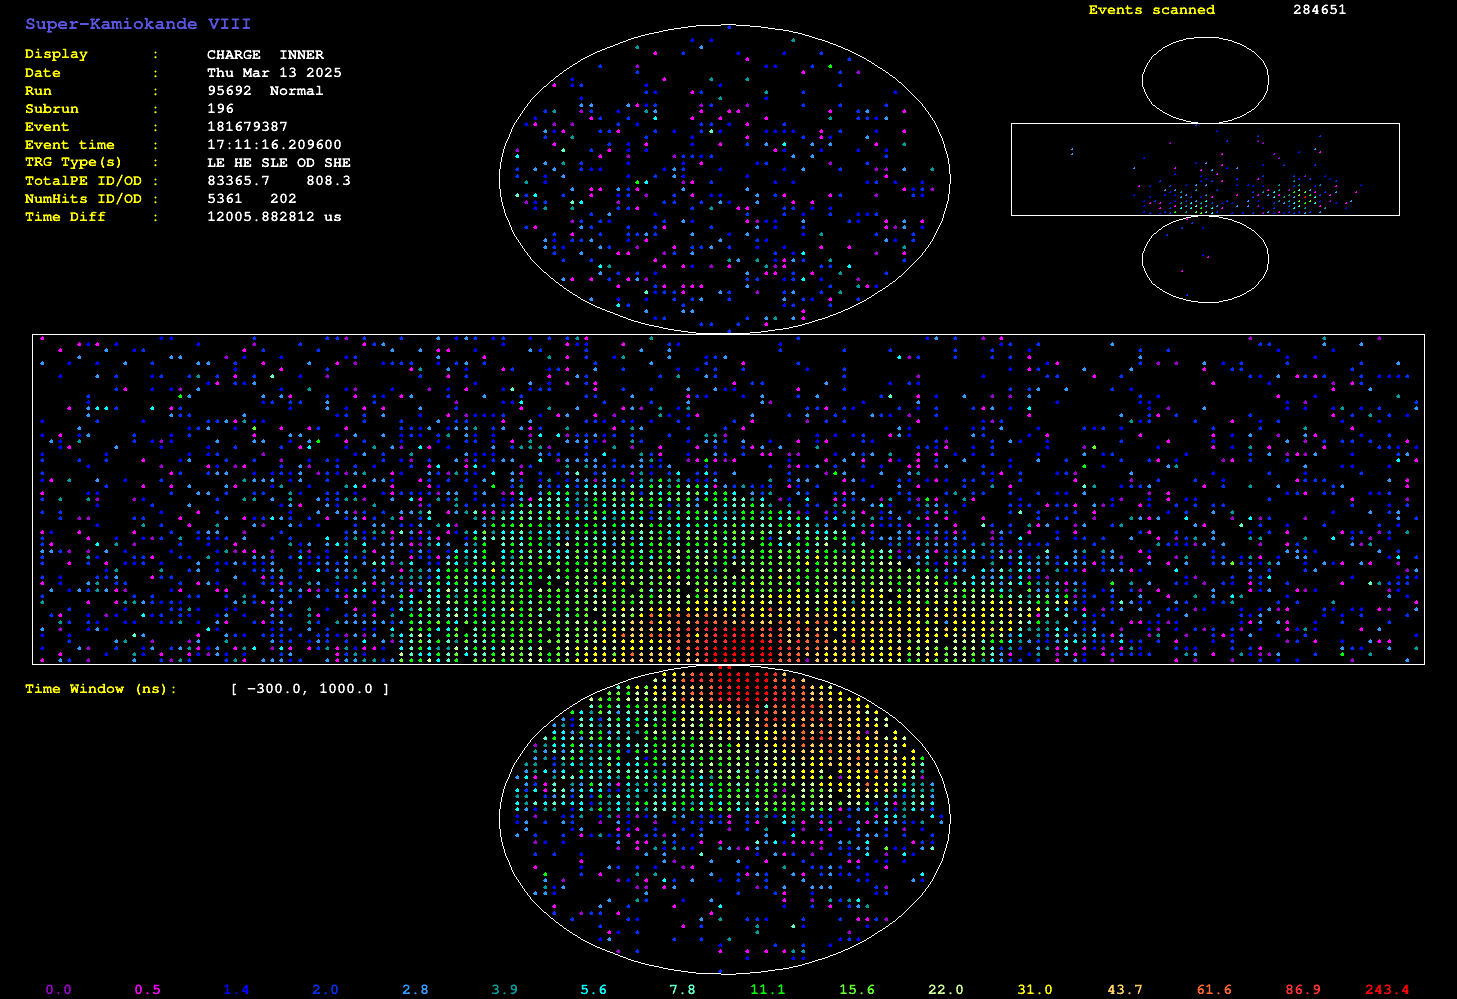 Super-Kamiokande VIII
Events scanned 284651
Display : CHARGE INNER
Date : Thu Mar 13 2025
Run : 95692 Normal
Subrun : 196
Event : 181679387
Event time : 17:11:16.209600
TRG Type(s) : LE HE SLE OD SHE
TotalPE ID/OD : 83365.7 808.3
NumHits ID/OD : 5361 202
Time Diff : 12005.882812 us
Time Window (ns): [ -300.0, 1000.0 ]
0.0 0.5 1.4 2.0 2.8 3.9 5.6 7.8 11.1 15.6 22.0 31.0 43.7 61.6 86.9 243.4